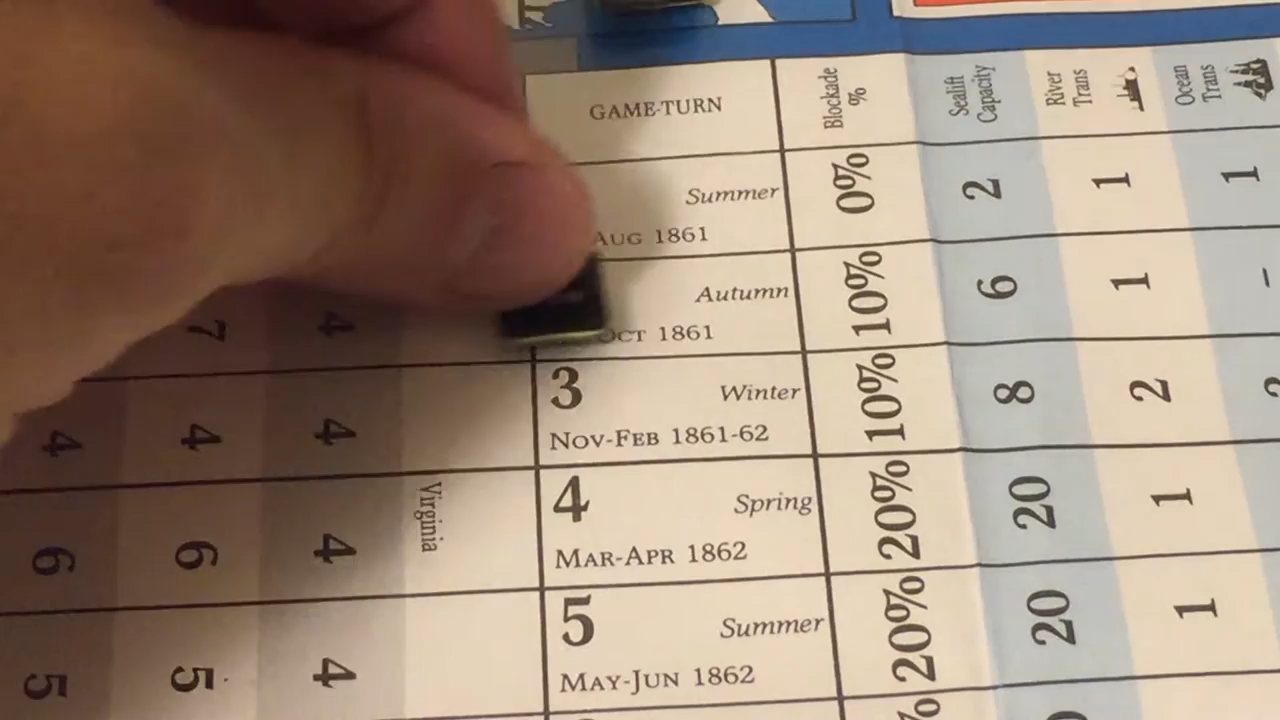 GAME-TURN
Blockade %
Sealift Capacity
River Trans
Ocean Trans
Summer
AUG 1861
0%
2
1
1
Autumn
OCT 1861
10%
6
1
-
7
4
3
Winter
NOV-FEB 1861-62
10%
8
2
4
4
4
4
Spring
MAR-APR 1862
20%
20
1
Virginia
6
6
4
5
Summer
MAY-JUN 1862
20%
20
1
5
5
4